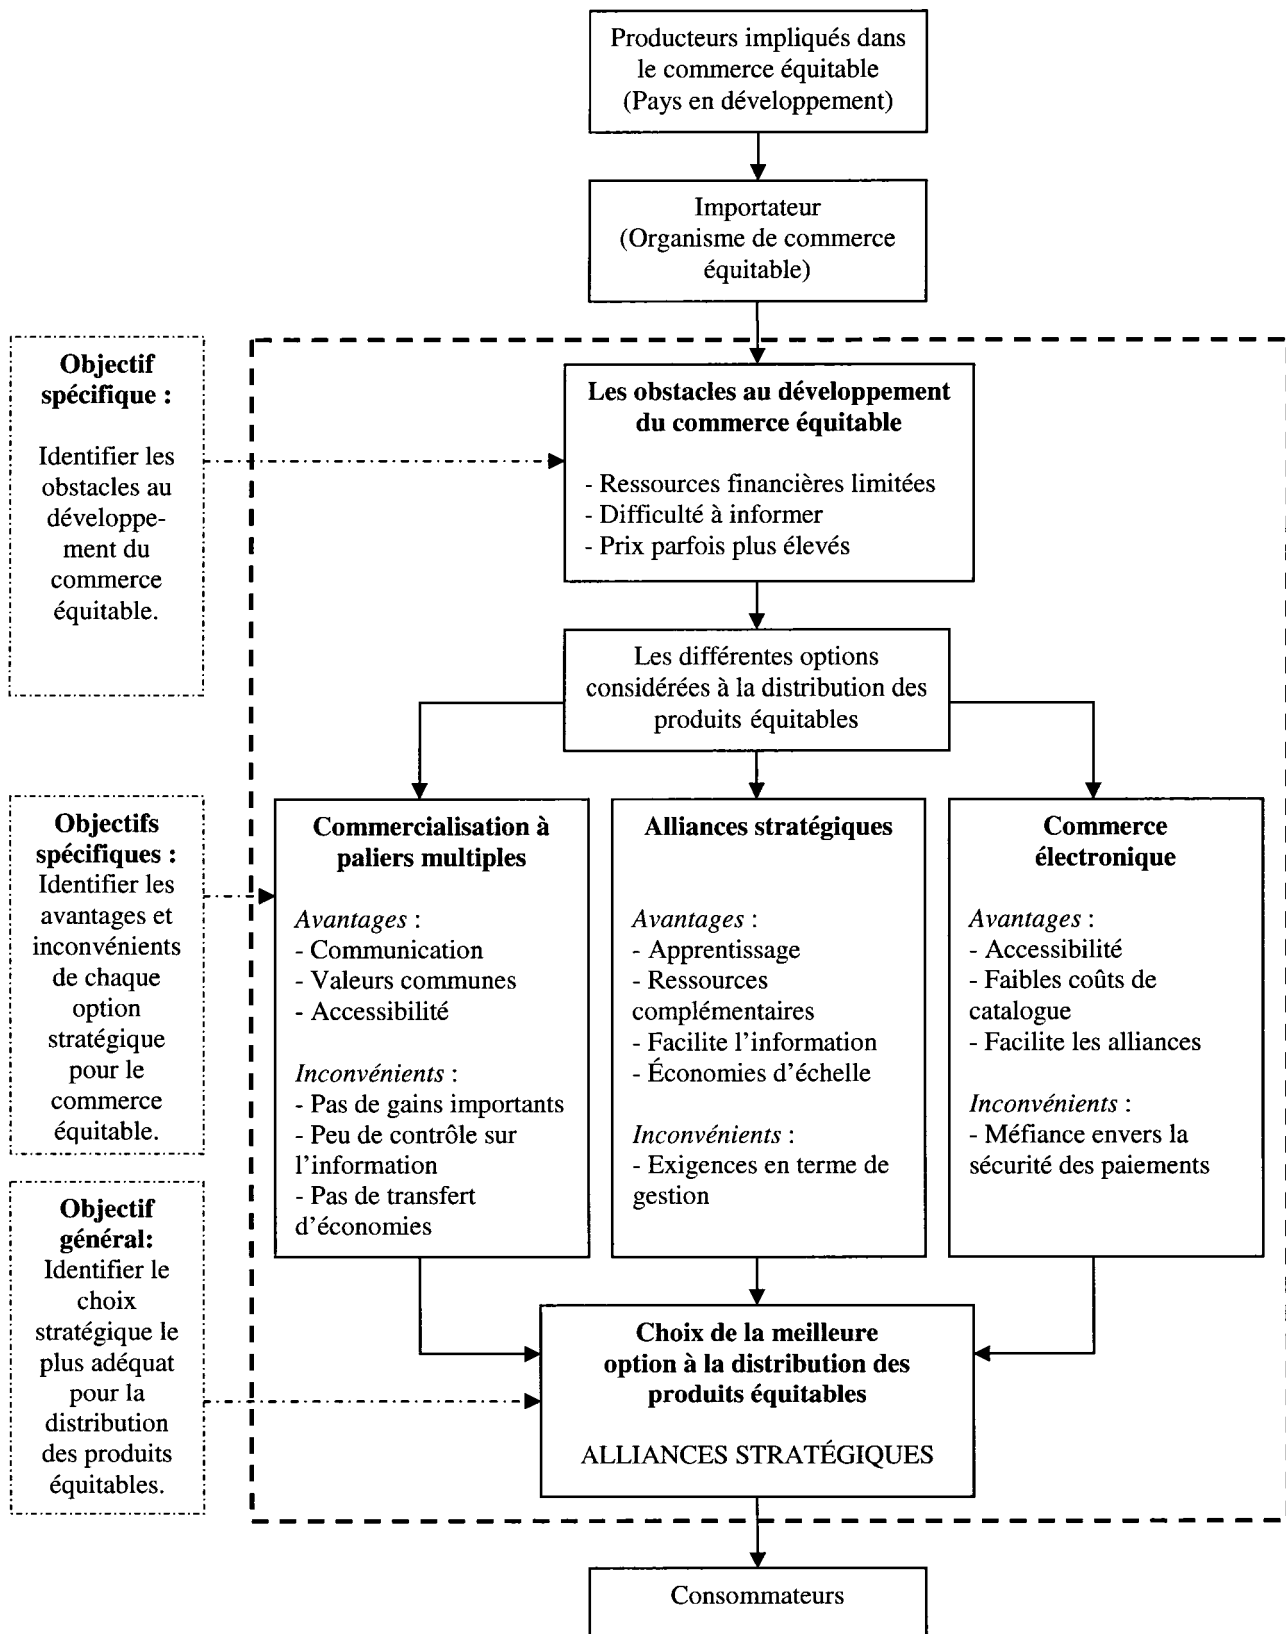 Producteurs impliqués dans
le commerce équitable
(Pays en développement)
Importateur
(Organisme de commerce
équitable)
Objectif
spécifique :
Identifier les
obstacles au
développe-
ment du
commerce
équitable.
Les obstacles au développement
du commerce équitable
- Ressources financières limitées
- Difficulté à informer
- Prix parfois plus élevés
Les différentes options
considérées à la distribution des
produits équitables
Objectifs
spécifiques :
Identifier les
avantages et
inconvénients
de chaque
option
stratégique
pour le
commerce
équitable.
Commercialisation à
paliers multiples
Avantages :
- Communication
- Valeurs communes
- Accessibilité
Inconvénients :
- Pas de gains importants
- Peu de contrôle sur
l'information
- Pas de transfert
d'économies
Alliances stratégiques
Avantages :
- Apprentissage
- Ressources
complémentaires
- Facilite l'information
- Économies d'échelle
Inconvénients :
- Exigences en terme de
gestion
Commerce
électronique
Avantages :
- Accessibilité
- Faibles coûts de
catalogue
- Facilite les alliances
Inconvénients :
- Méfiance envers la
sécurité des paiements
Objectif
général:
Identifier le
choix
stratégique le
plus adéquat
pour la
distribution
des produits
équitables.
Choix de la meilleure
option à la distribution des
produits équitables
ALLIANCES STRATÉGIQUES
Consommateurs